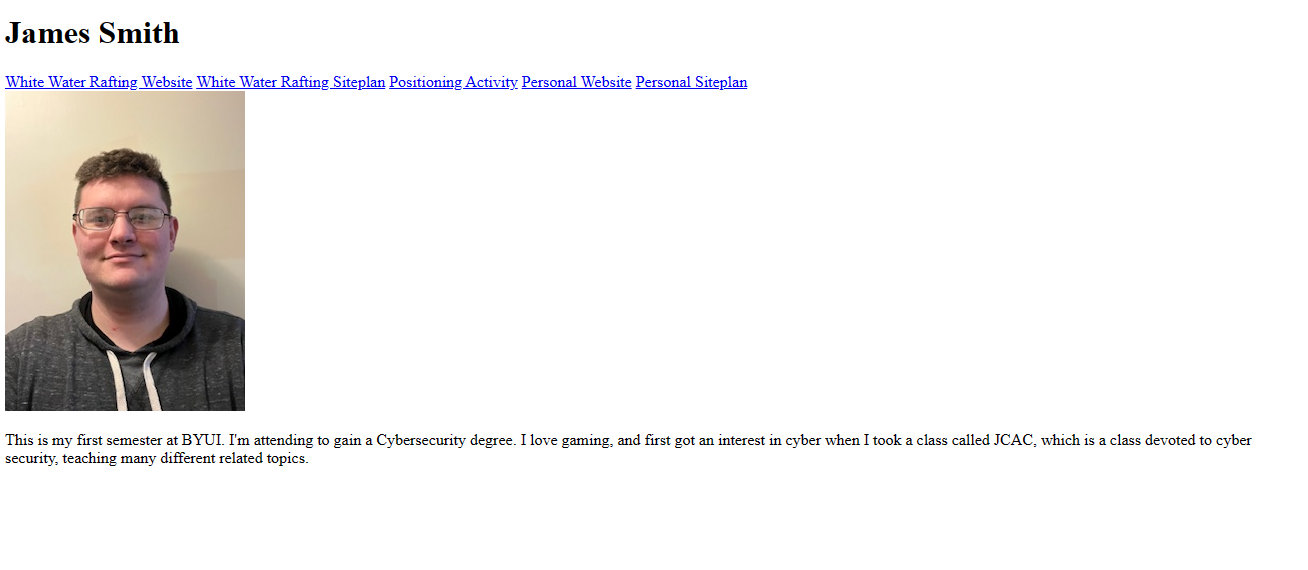 James Smith
White Water Rafting Website White Water Rafting Siteplan Positioning Activity Personal Website Personal Siteplan
This is my first semester at BYUI. I'm attending to gain a Cybersecurity degree. I love gaming, and first got an interest in cyber when I took a class called JCAC, which is a class devoted to cyber
security, teaching many different related topics.